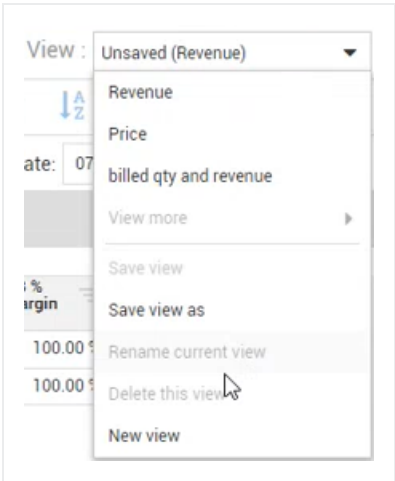 View : Unsaved (Revenue)
Revenue
A
Z
Price
ate: 07
billed qty and revenue
View more
Save view
%
argin
Save view as
100.00 %
Rename current view
100.00 %
Delete this view
New view